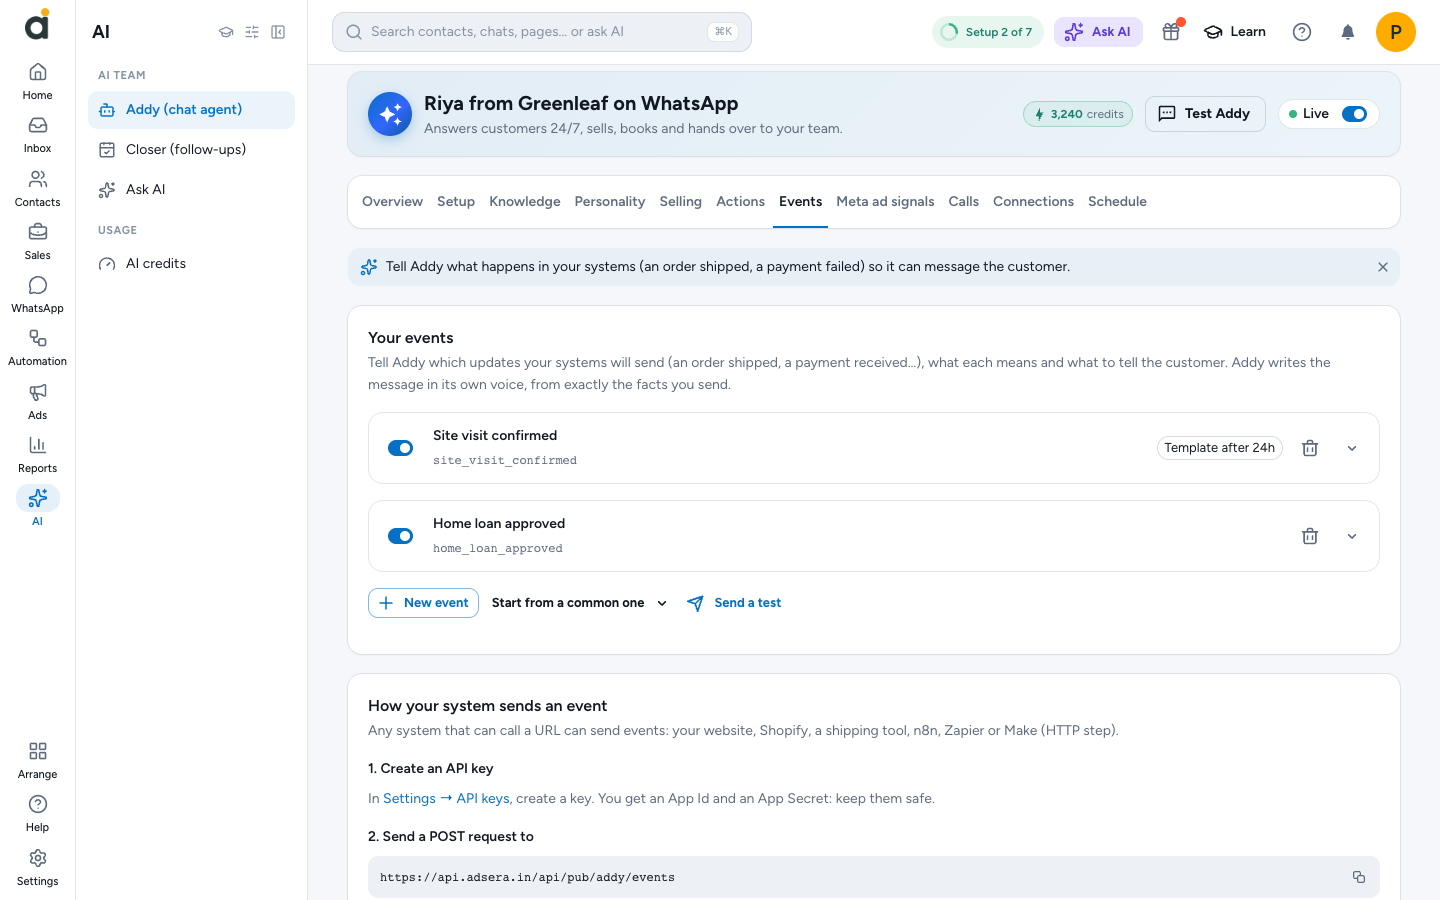 AI
Search contacts, chats, pages... or ask AI
⌘K
Setup 2 of 7
Ask AI
Learn
P
Home
Inbox
Contacts
Sales
WhatsApp
Automation
Ads
Reports
AI
Arrange
Help
Settings
AI TEAM
Addy (chat agent)
Closer (follow-ups)
Ask AI
USAGE
AI credits
Riya from Greenleaf on WhatsApp
Answers customers 24/7, sells, books and hands over to your team.
3,240 credits
Test Addy
Live
Overview Setup Knowledge Personality Selling Actions Events Meta ad signals Calls Connections Schedule
Tell Addy what happens in your systems (an order shipped, a payment failed) so it can message the customer.
Your events
Tell Addy which updates your systems will send (an order shipped, a payment received...), what each means and what to tell the customer. Addy writes the
message in its own voice, from exactly the facts you send.
Site visit confirmed
site_visit_confirmed
Template after 24h
Home loan approved
home_loan_approved
New event
Start from a common one
Send a test
How your system sends an event
Any system that can call a URL can send events: your website, Shopify, a shipping tool, n8n, Zapier or Make (HTTP step).
1. Create an API key
In Settings → API keys, create a key. You get an App Id and an App Secret: keep them safe.
2. Send a POST request to
https://api.adsera.in/api/pub/addy/events